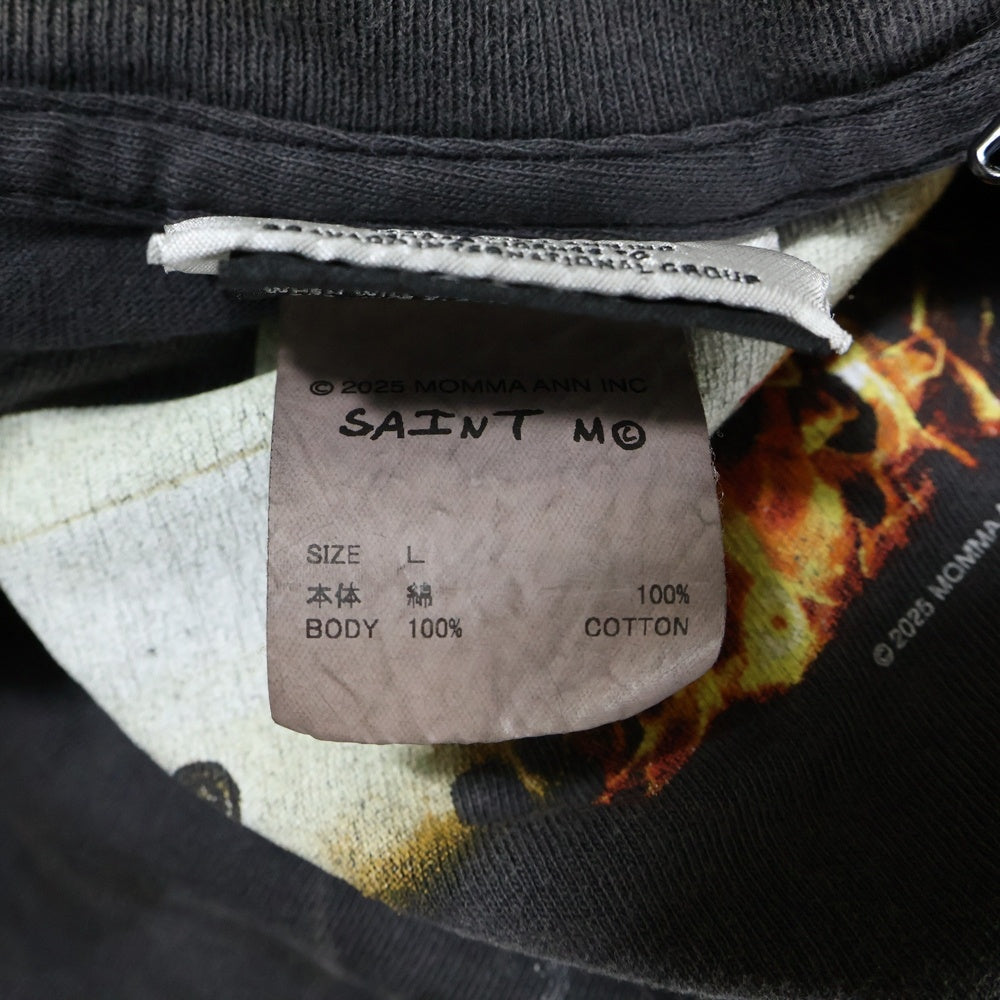 INTERNATIONAL GROUP
© 2025 MOMMA ANN INC
SAINT M©
SIZE L
本体 綿 100%
BODY 100% COTTON
© 2025 MOMMA